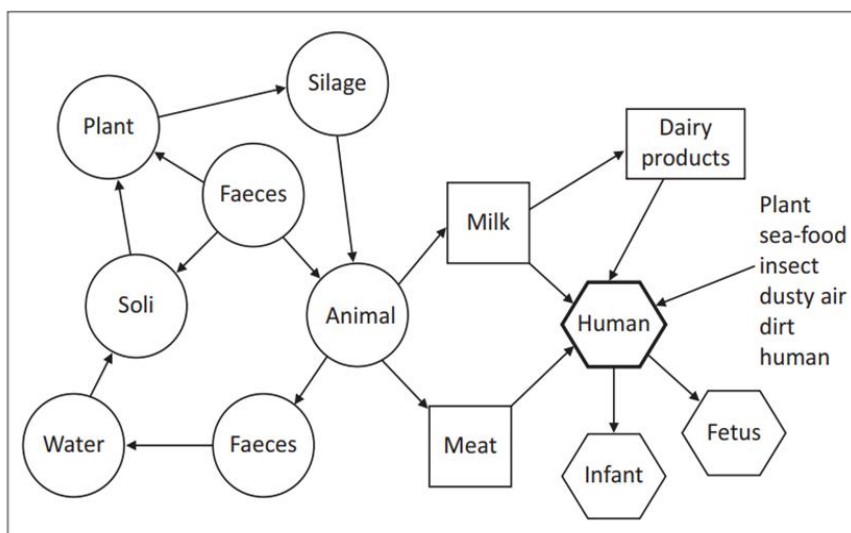 Silage
Plant
Dairy
products
Faeces
Milk
Plant
sea-food
insect
dusty air
dirt
human
Soli
Animal
Human
Water
Faeces
Meat
Fetus
Infant